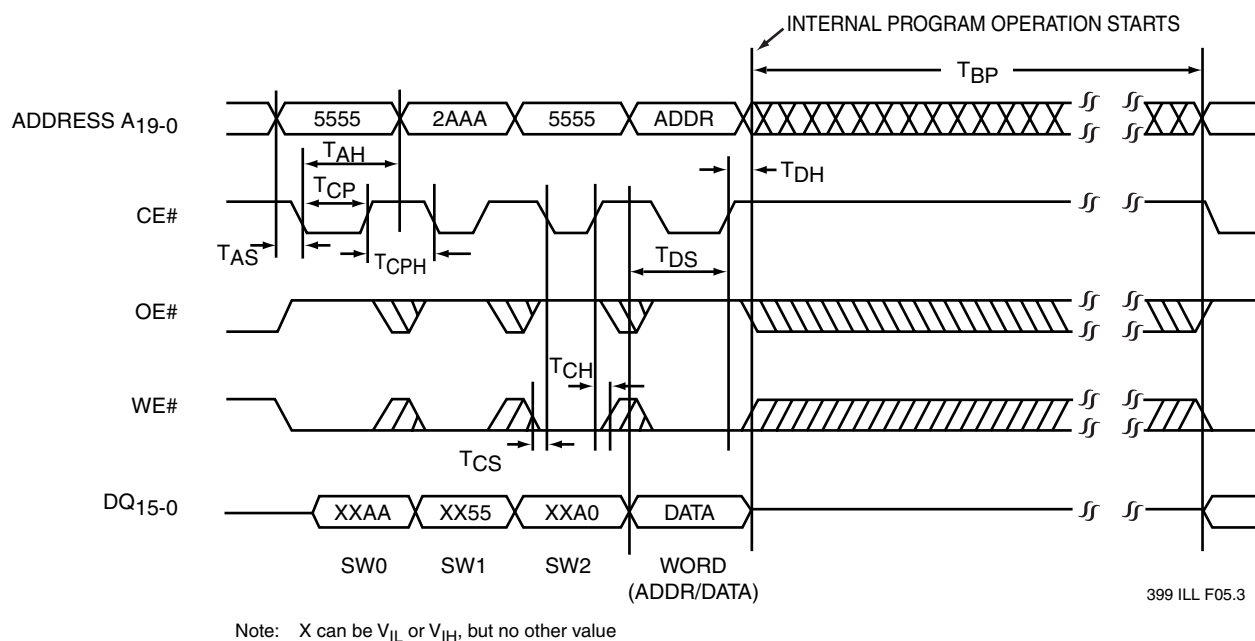 INTERNAL PROGRAM OPERATION STARTS
TBP
ADDRESS A19-0
5555
2AAA
5555
ADDR
TAH
TDH
TCP
CE#
TAS
TCPH
TDS
OE#
TCH
WE#
TCS
DQ15-0
XXAA
XX55
XXA0
DATA
SW0
SW1
SW2
WORD
(ADDR/DATA)
399 ILL F05.3
Note: X can be VIL or VIH, but no other value